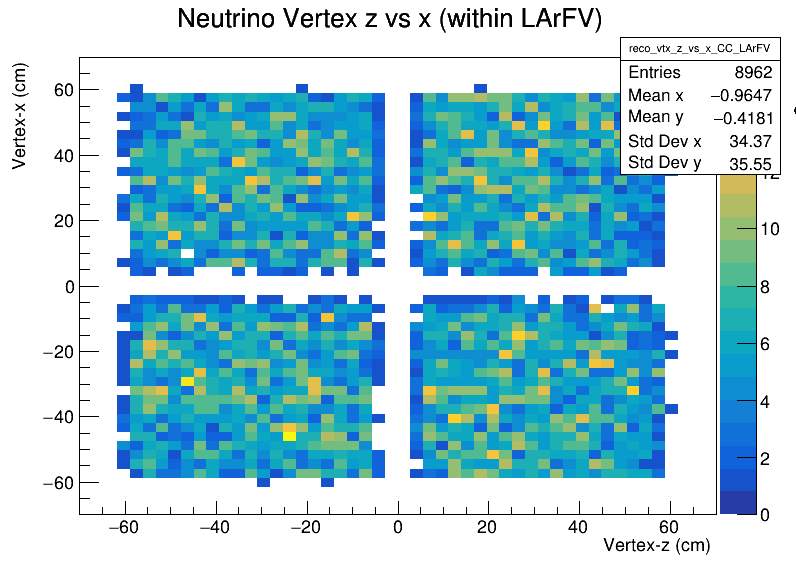 Neutrino Vertex z vs x (within LArFV)
reco_vtx_z_vs_x_CC_LArFV
Entries 8962
Mean x −0.9647
Mean y −0.4181
Std Dev x 34.37
Std Dev y 35.55
Vertex-x (cm)
60
40
20
0
−20
−40
−60
−60 −40 −20 0 20 40 60
Vertex-z (cm)
12
10
8
6
4
2
0